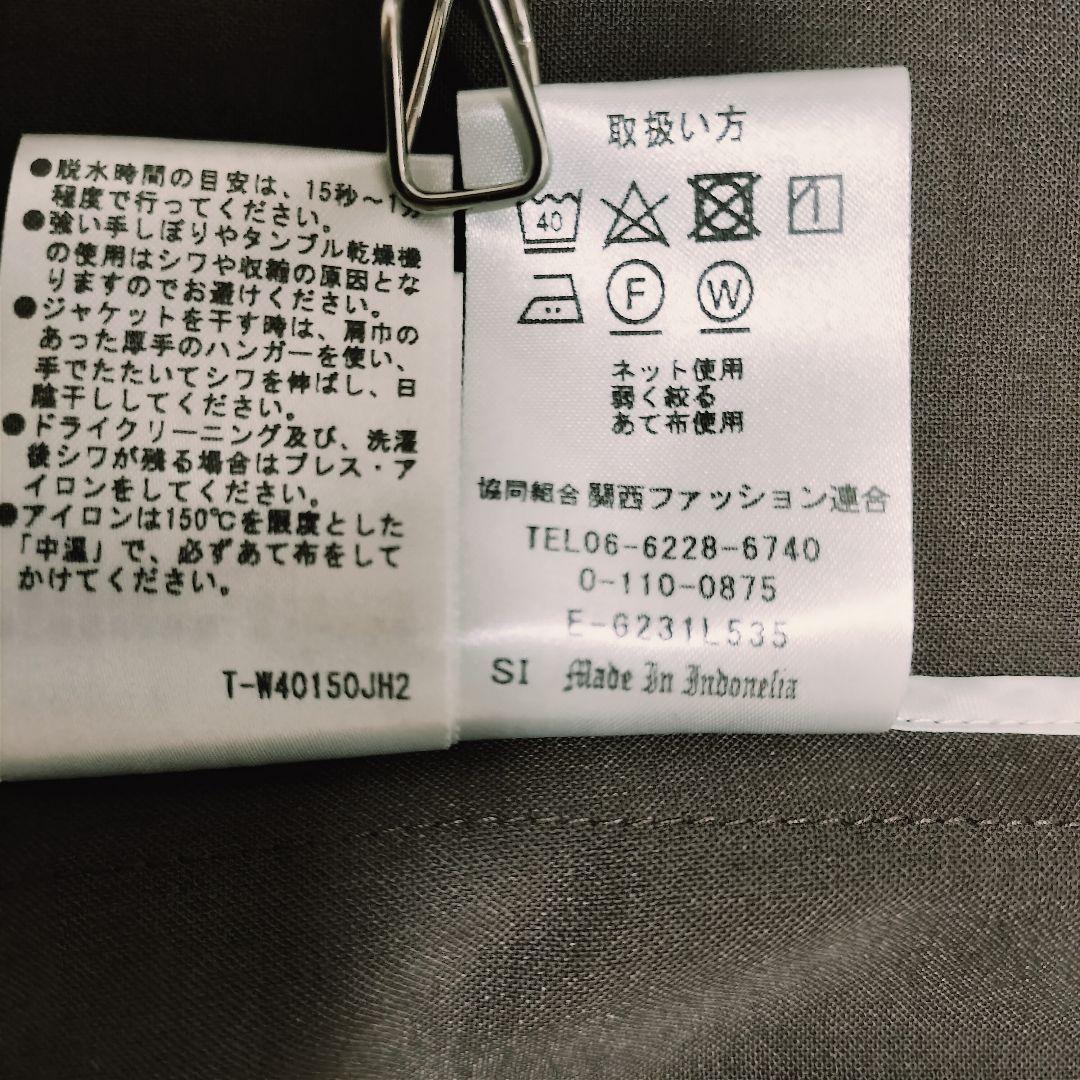 ●脱水時間の目安は、15秒～1分
程度で行ってください。
●強い手しぼりやタンブル乾燥機
の使用はシワや収縮の原因とな
りますのでお避けください。
●ジャケットを干す時は、肩巾の
あった厚手のハンガーを使い、
手でたたいてシワを伸ばし、日
陰干ししてください。
●ドライクリーニング及び、洗濯
後シワが残る場合はプレス・ア
イロンをしてください。
●アイロンは150℃を限度とした
「中温」で、必ずあて布をして
かけてください。
T-W40150JH2
取扱い方
40
F W
ネット使用
弱く絞る
あて布使用
協同組合 関西ファッション連合
TEL06-6228-6740
0-110-0875
E-6231L535
SI Made In Indonesia